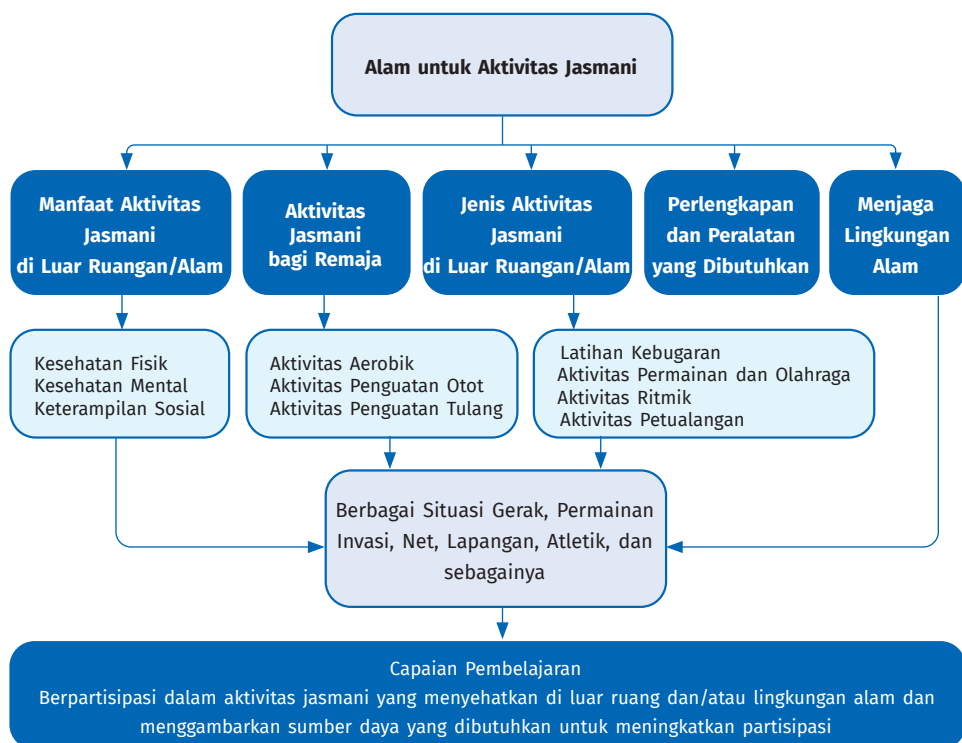 Alam untuk Aktivitas Jasmani
Manfaat Aktivitas
Jasmani
di Luar Ruangan/Alam
Aktivitas
Jasmani
bagi Remaja
Jenis Aktivitas
Jasmani
di Luar Ruangan/Alam
Perlengkapan
dan Peralatan
yang Dibutuhkan
Menjaga
Lingkungan
Alam
Kesehatan Fisik
Kesehatan Mental
Keterampilan Sosial
Aktivitas Aerobik
Aktivitas Penguatan Otot
Aktivitas Penguatan Tulang
Latihan Kebugaran
Aktivitas Permainan dan Olahraga
Aktivitas Ritmik
Aktivitas Petualangan
Berbagai Situasi Gerak, Permainan
Invasi, Net, Lapangan, Atletik, dan
sebagainya
Capaian Pembelajaran
Berpartisipasi dalam aktivitas jasmani yang menyehatkan di luar ruang dan/atau lingkungan alam dan
menggambarkan sumber daya yang dibutuhkan untuk meningkatkan partisipasi